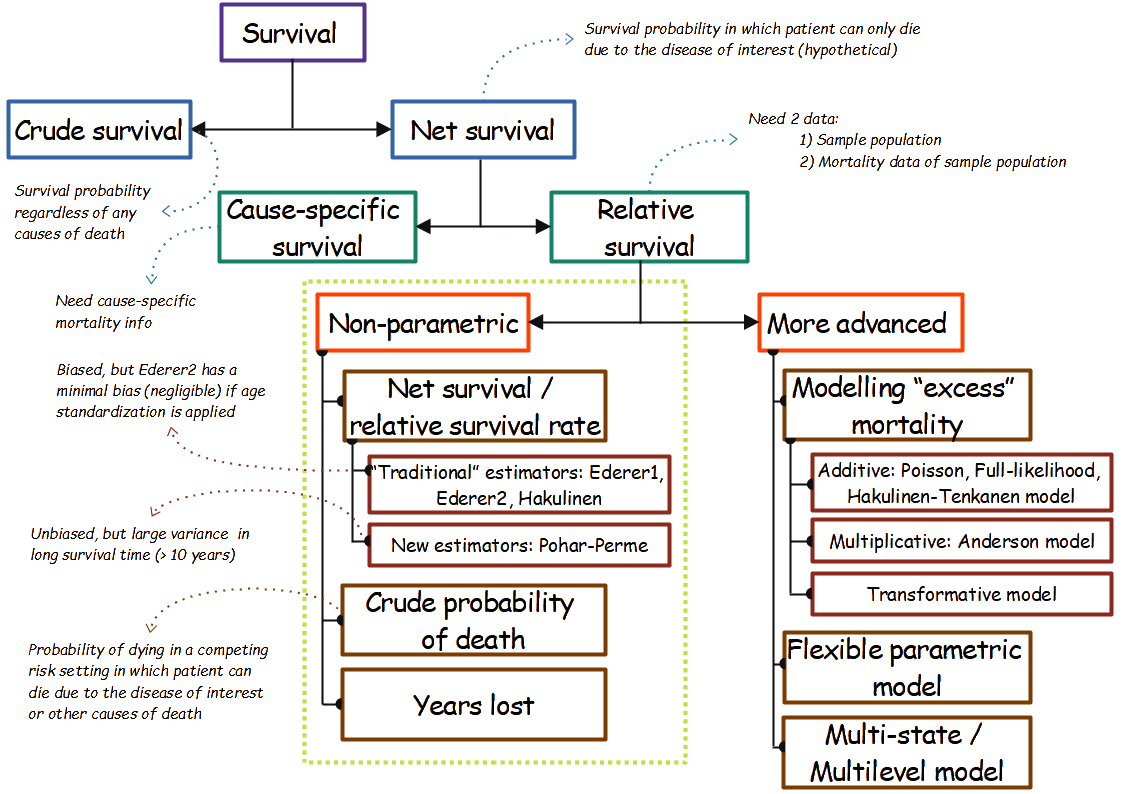 Survival
Survival probability in which patient can only die
due to the disease of interest (hypothetical)
Crude survival
Net survival
Need 2 data:
1) Sample population
2) Mortality data of sample population
Survival probability
regardless of any
causes of death
Cause-specific
survival
Relative
survival
Need cause-specific
mortality info
Non-parametric
More advanced
Biased, but Ederer2 has a
minimal bias (negligible) if age
standardization is applied
Net survival /
relative survival rate
Modelling “excess”
mortality
“Traditional” estimators: Ederer1,
Ederer2, Hakulinen
Additive: Poisson, Full-likelihood,
Hakulinen-Tenkanen model
Unbiased, but large variance in
long survival time (> 10 years)
New estimators: Pohar-Perme
Multiplicative: Anderson model
Transformative model
Crude probability
of death
Probability of dying in a competing
risk setting in which patient can
die due to the disease of interest
or other causes of death
Flexible parametric
model
Years lost
Multi-state /
Multilevel model